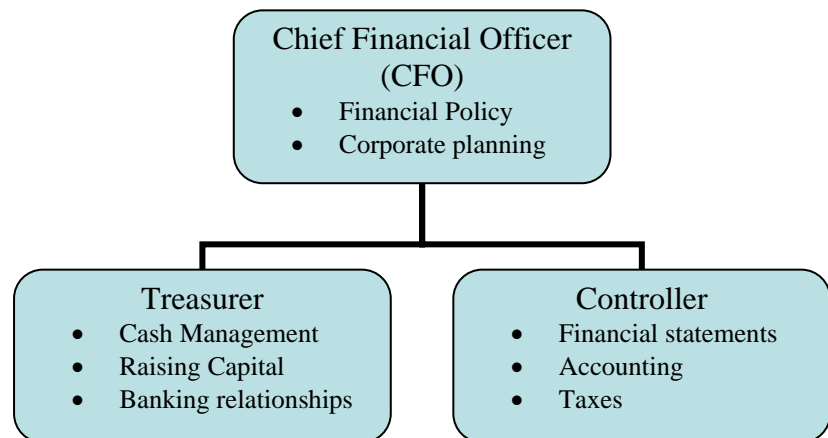 Chief Financial Officer
(CFO)
• Financial Policy
• Corporate planning
Treasurer
• Cash Management
• Raising Capital
• Banking relationships
Controller
• Financial statements
• Accounting
• Taxes